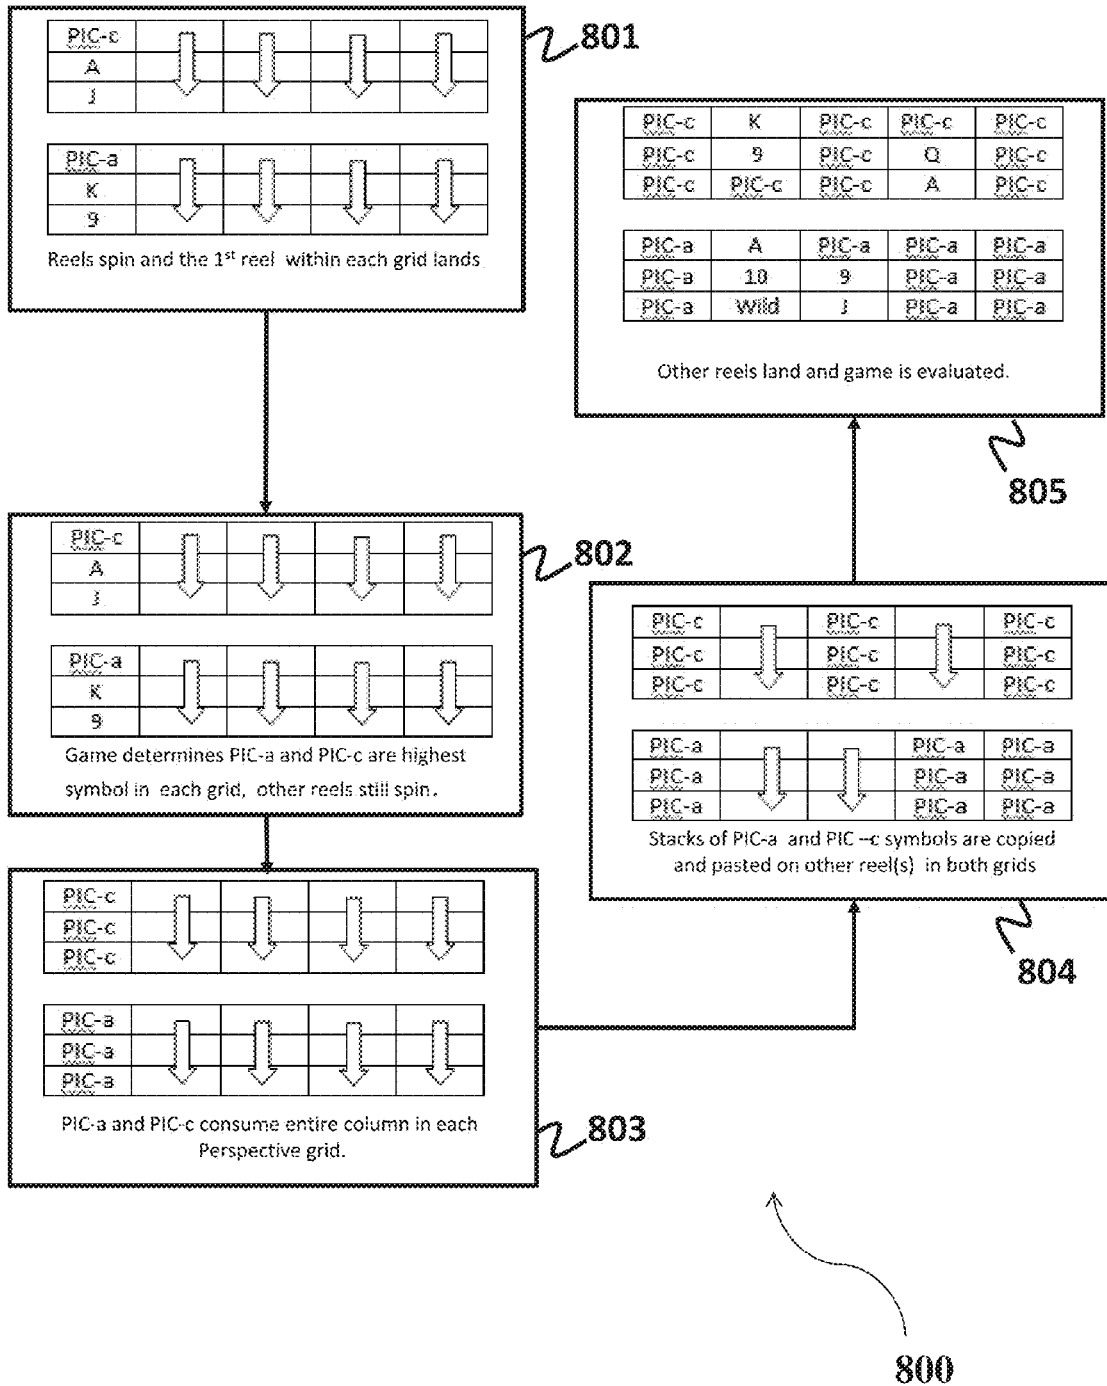 801
PIC-c
A
J
PIC-a
K
9
Reels spin and the 1st reel within each grid lands
802
PIC-c
A
J
PIC-a
K
9
Game determines PIC-a and PIC-c are highest
symbol in each grid, other reels still spin.
803
PIC-c
PIC-c
PIC-c
PIC-a
PIC-a
PIC-a
PIC-a and PIC-c consume entire column in each
Perspective grid.
804
PIC-c PIC-c PIC-c
PIC-c PIC-c PIC-c
PIC-c PIC-c PIC-c
PIC-a PIC-a PIC-a
PIC-a PIC-a PIC-a
PIC-a PIC-a PIC-a
Stacks of PIC-a and PIC –c symbols are copied
and pasted on other reel(s) in both grids
805
PIC-c K PIC-c PIC-c PIC-c
PIC-c 9 PIC-c Q PIC-c
PIC-c PIC-c PIC-c A PIC-c
PIC-a A PIC-a PIC-a PIC-a
PIC-a 10 9 PIC-a PIC-a
PIC-a Wild J PIC-a PIC-a
Other reels land and game is evaluated.
800